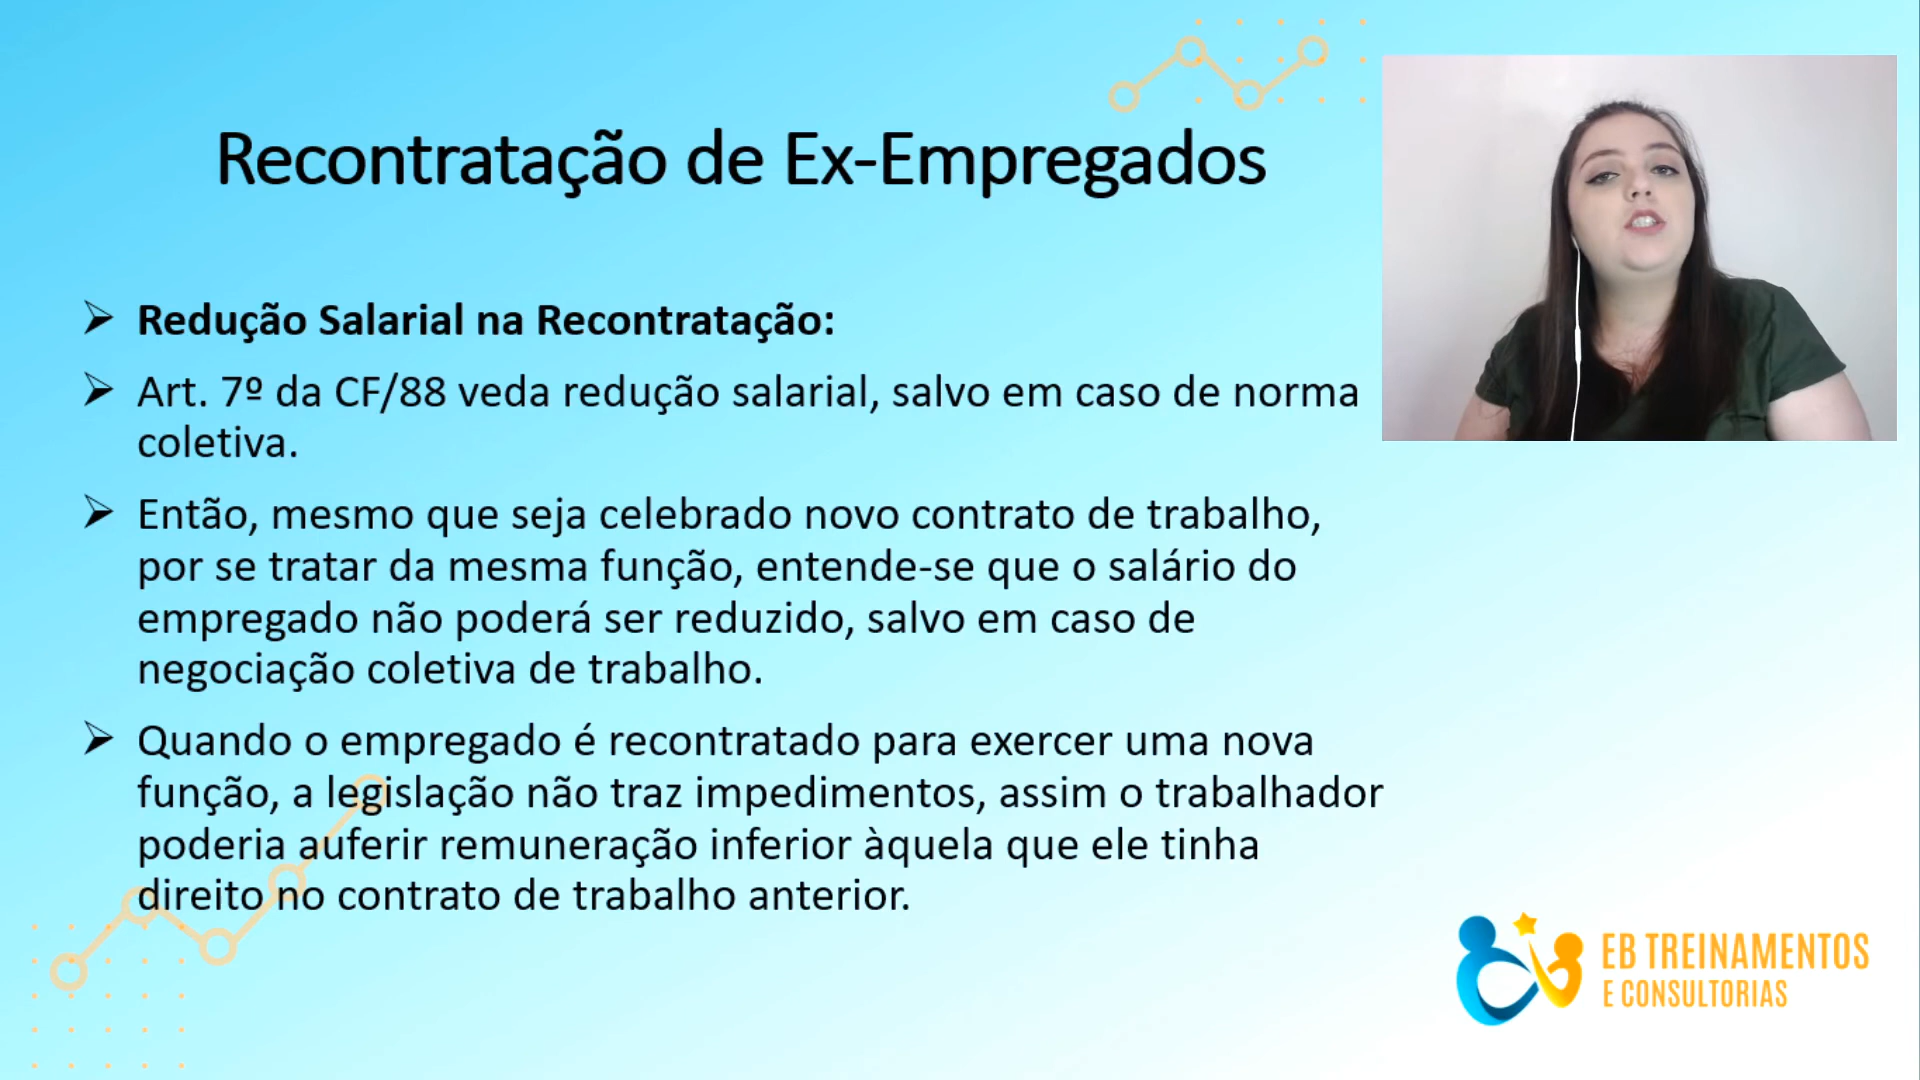 Recontratação de Ex-Empregados
Redução Salarial na Recontratação:
Art. 7º da CF/88 veda redução salarial, salvo em caso de norma
coletiva.
Então, mesmo que seja celebrado novo contrato de trabalho,
por se tratar da mesma função, entende-se que o salário do
empregado não poderá ser reduzido, salvo em caso de
negociação coletiva de trabalho.
Quando o empregado é recontratado para exercer uma nova
função, a legislação não traz impedimentos, assim o trabalhador
poderia auferir remuneração inferior àquela que ele tinha
direito no contrato de trabalho anterior.
EB TREINAMENTOS
E CONSULTORIAS